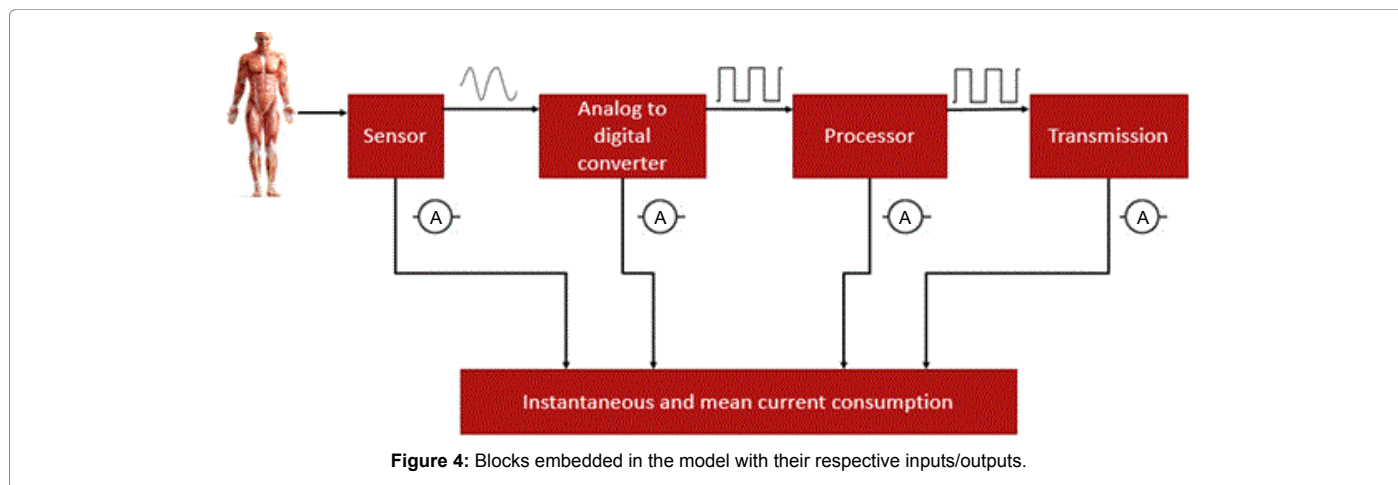 Sensor
Analog to
digital
converter
Processor
Transmission
A
A
A
A
Instantaneous and mean current consumption
Figure 4: Blocks embedded in the model with their respective inputs/outputs.